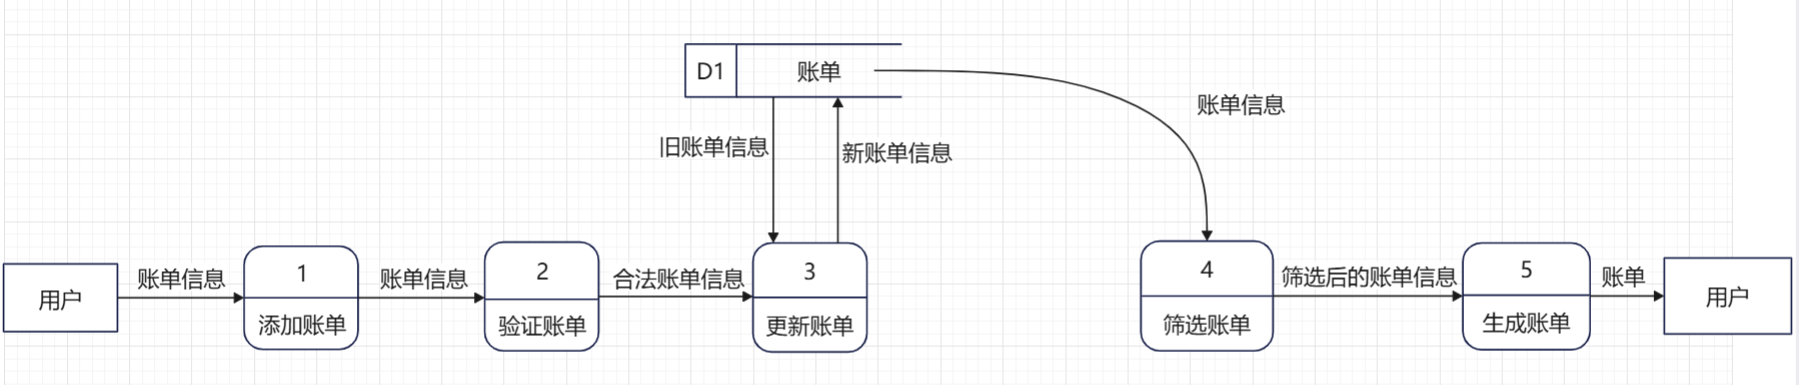 D1
账单
账单信息
旧账单信息
新账单信息
用户
账单信息
1
添加账单
账单信息
2
验证账单
合法账单信息
3
更新账单
4
筛选账单
筛选后的账单信息
5
生成账单
账单
用户